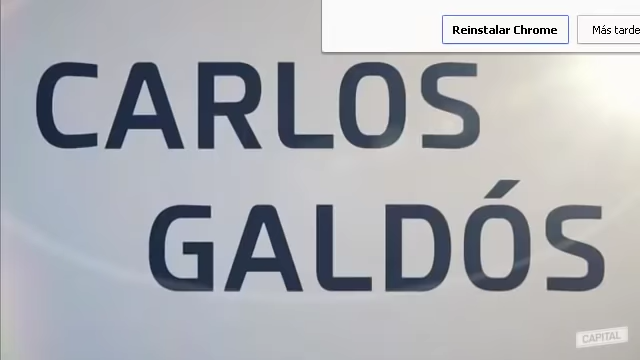 Reinstalar Chrome
Más tarde
CARLOS
GALDÓS
CAPITAL